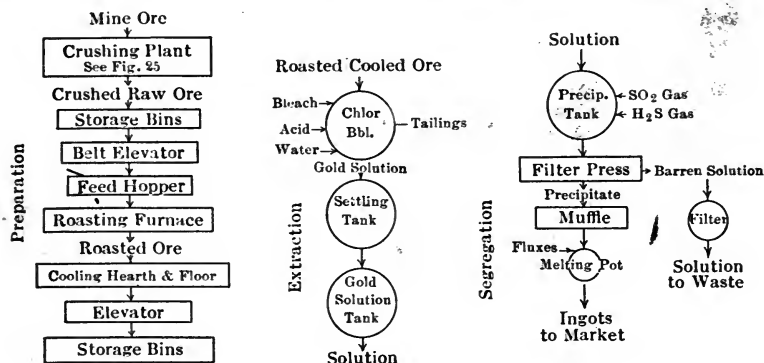 Mine Ore
Crushing Plant
See Fig. 25
Crushed Raw Ore
Storage Bins
Belt Elevator
Feed Hopper
Roasting Furnace
Roasted Ore
Cooling Hearth & Floor
Elevator
Storage Bins
Preparation
Roasted Cooled Ore
Bleach
Acid
Water
Chlor
Bbl.
Tailings
Gold Solution
Settling
Tank
Gold
Solution
Tank
Solution
Extraction
Solution
Precip.
Tank
SO2 Gas
H2S Gas
Filter Press
Barren Solution
Precipitate
Muffle
Filter
Fluxes
Melting Pot
Solution
to Waste
Ingots
to Market
Segregation